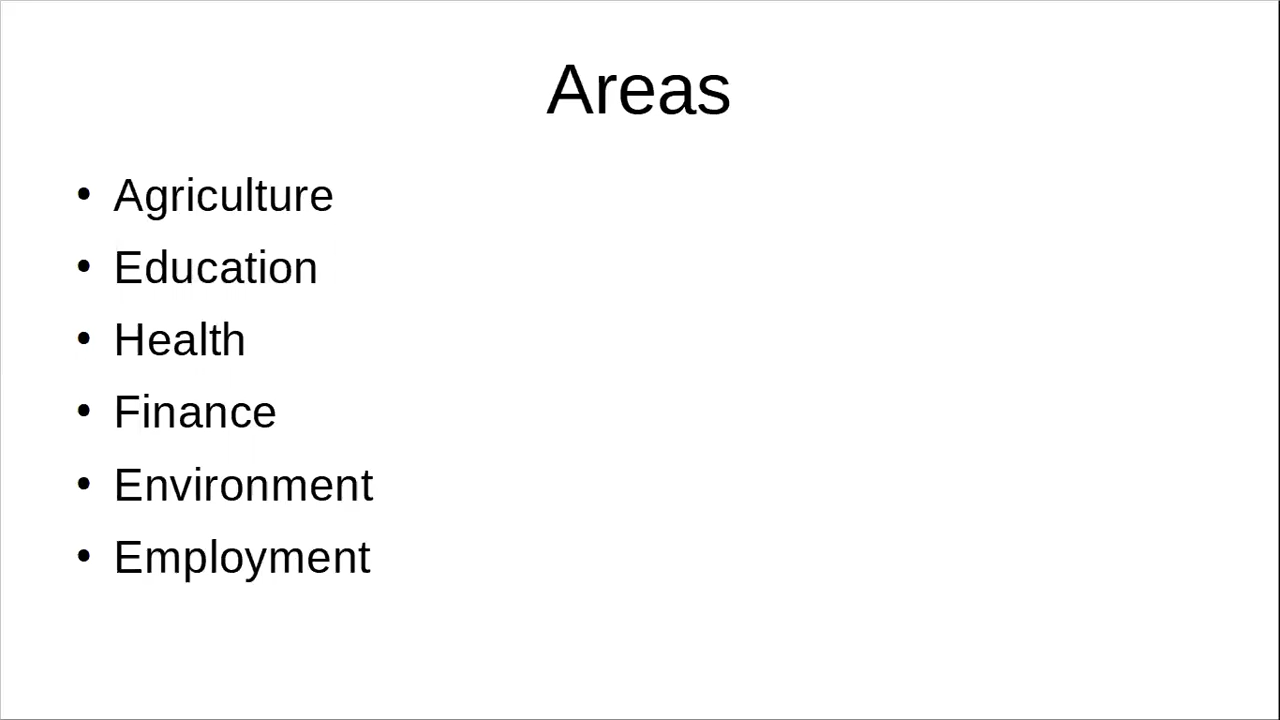 Areas
• Agriculture
• Education
• Health
• Finance
• Environment
• Employment